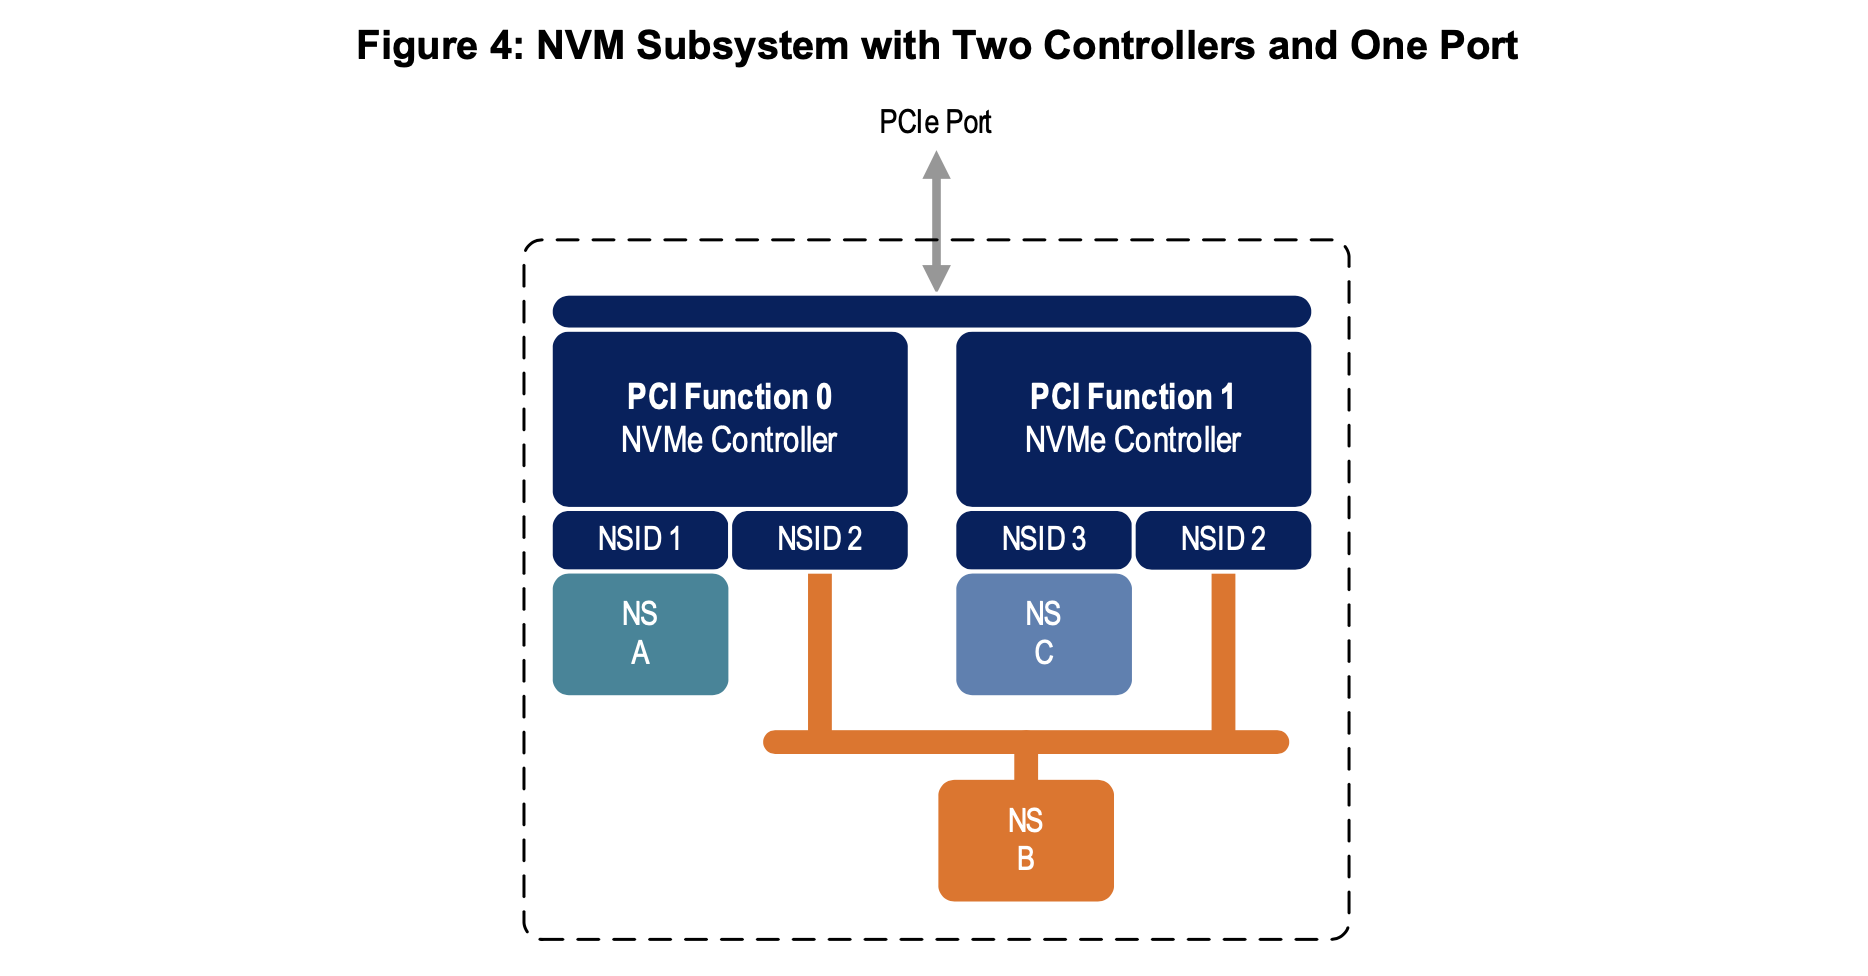 Figure 4: NVM Subsystem with Two Controllers and One Port
PCIe Port
PCI Function 0
NVMe Controller
PCI Function 1
NVMe Controller
NSID 1
NSID 2
NSID 3
NSID 2
NS
A
NS
C
NS
B